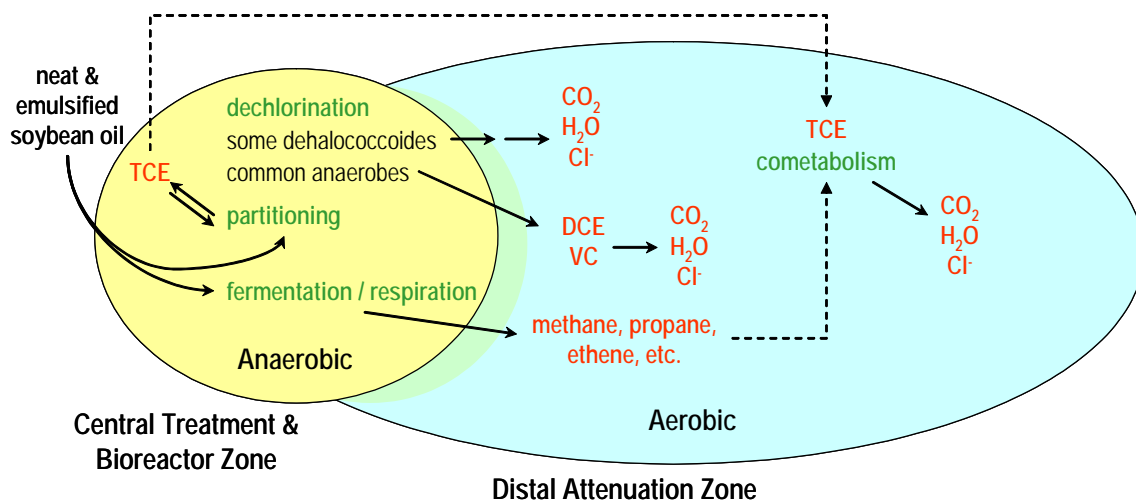 neat &
emulsified
soybean oil
TCE
dechlorination
some dehalococcoides
common anaerobes
partitioning
fermentation / respiration
Anaerobic
Central Treatment &
Bioreactor Zone
CO₂
H₂O
Cl⁻
DCE
VC
CO₂
H₂O
Cl⁻
methane, propane,
ethene, etc.
TCE
cometabolism
CO₂
H₂O
Cl⁻
Aerobic
Distal Attenuation Zone